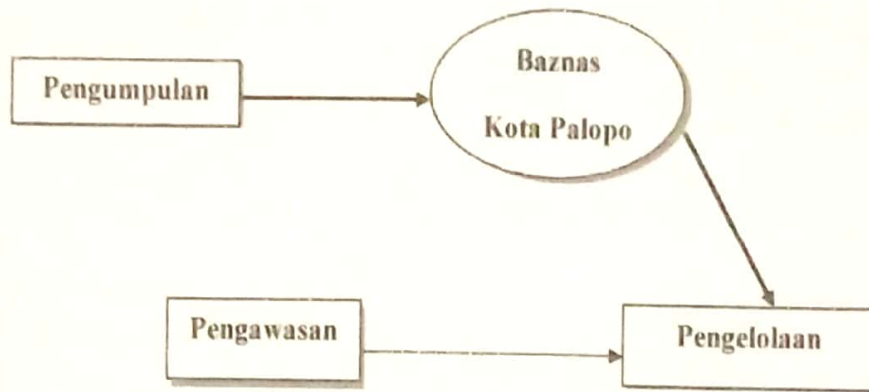 Pengumpulan
Baznas
Kota Palopo
Pengawasan
Pengelolaan